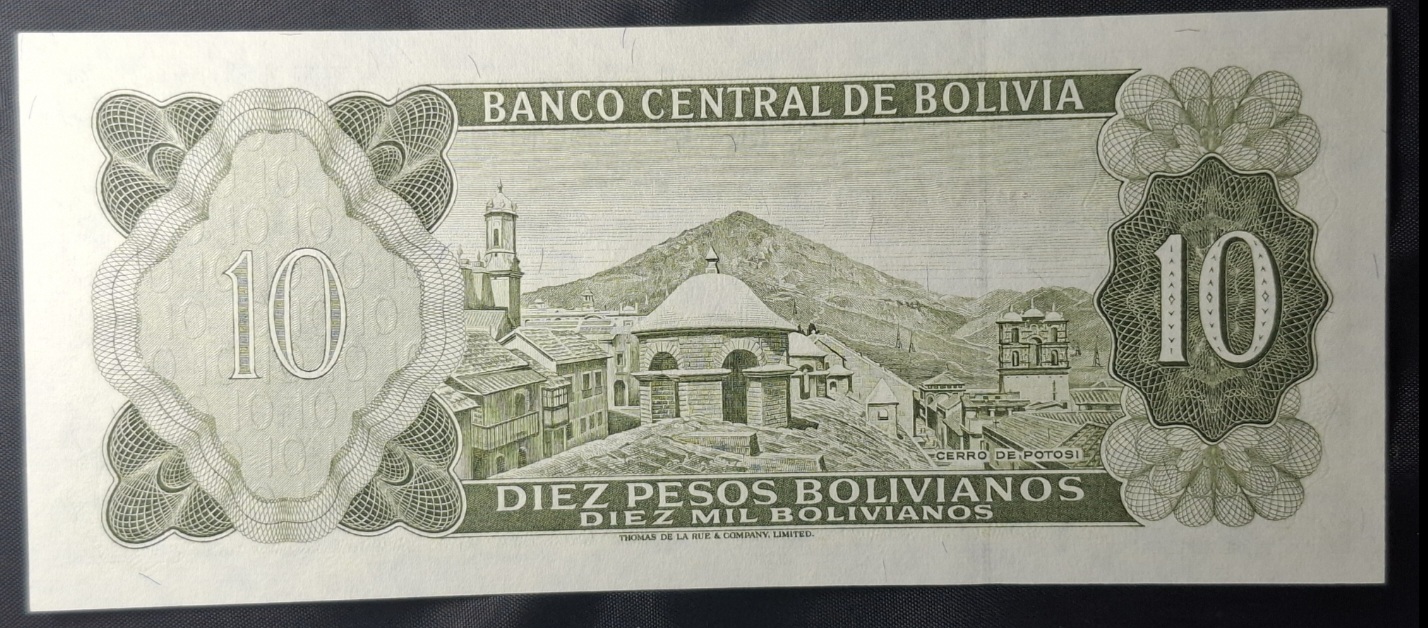 BANCO CENTRAL DE BOLIVIA
10
10
CERRO DE POTOSI
DIEZ PESOS BOLIVIANOS
DIEZ MIL BOLIVIANOS
THOMAS DE LA RUE & COMPANY, LIMITED.